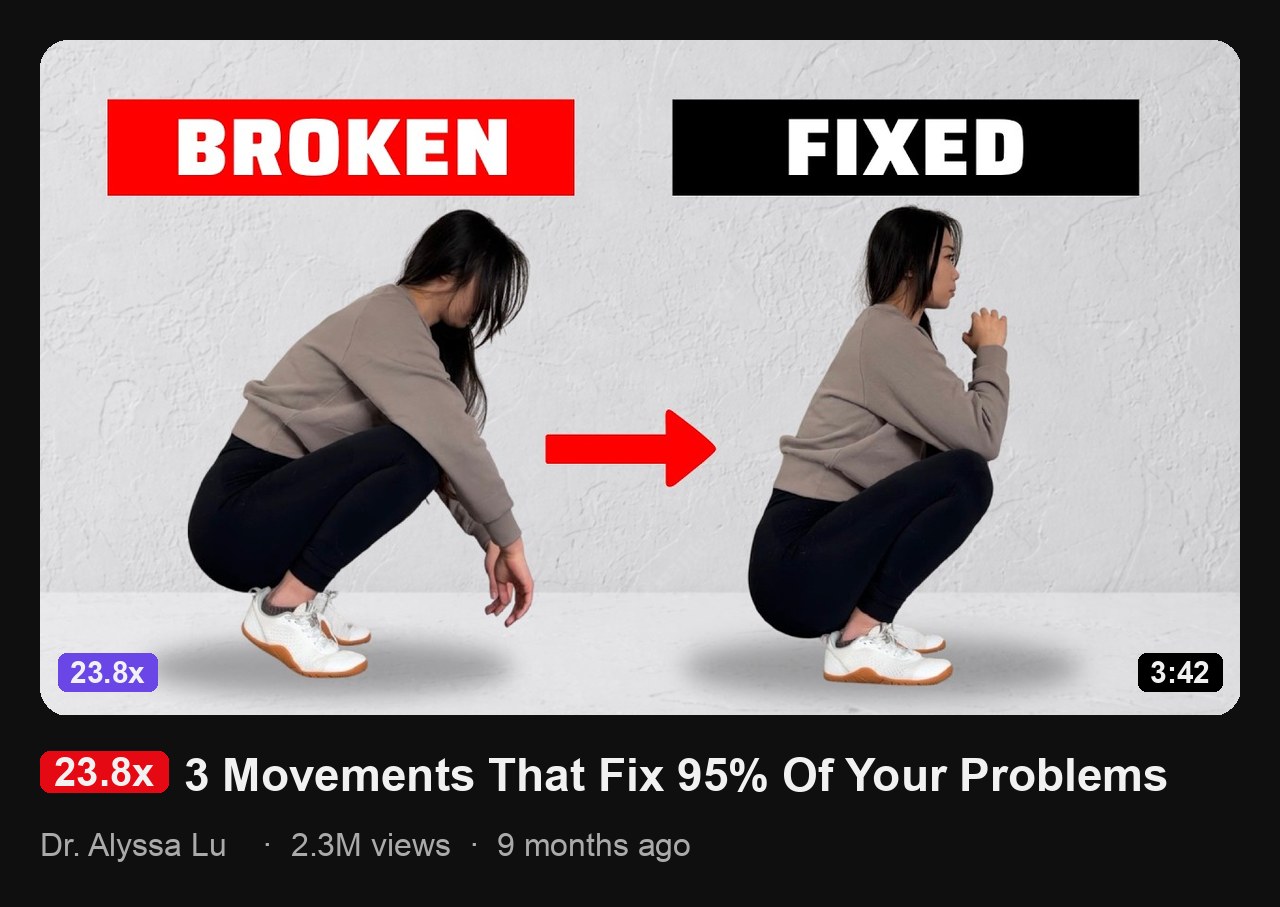 BROKEN
FIXED
23.8x
3:42
23.8x 3 Movements That Fix 95% Of Your Problems
Dr. Alyssa Lu · 2.3M views · 9 months ago